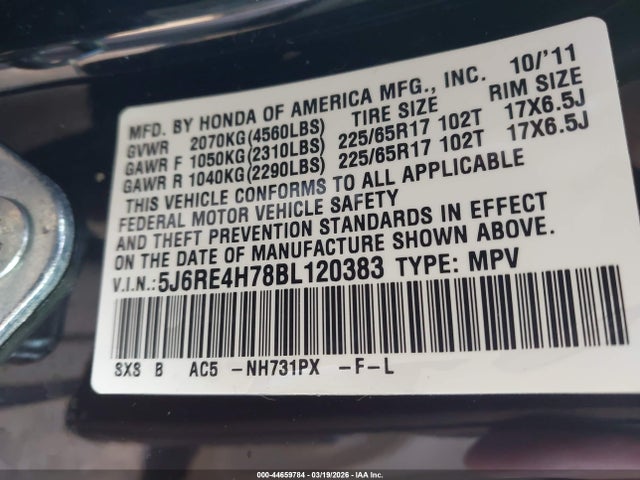 MFD. BY HONDA OF AMERICA MFG., INC. 10/'11
GVWR 2070KG(4560LBS) TIRE SIZE RIM SIZE
GAWR F 1050KG(2310LBS) 225/65R17 102T 17X6.5J
GAWR R 1040KG(2290LBS) 225/65R17 102T 17X6.5J
THIS VEHICLE CONFORMS TO ALL APPLICABLE
FEDERAL MOTOR VEHICLE SAFETY
AND THEFT PREVENTION STANDARDS IN EFFECT
ON THE DATE OF MANUFACTURE SHOWN ABOVE.
V.I.N.:5J6RE4H78BL120383 TYPE: MPV
SXS B AC5 -NH731PX -F-L
000-44659784 - 03/19/2026 - IAA Inc.